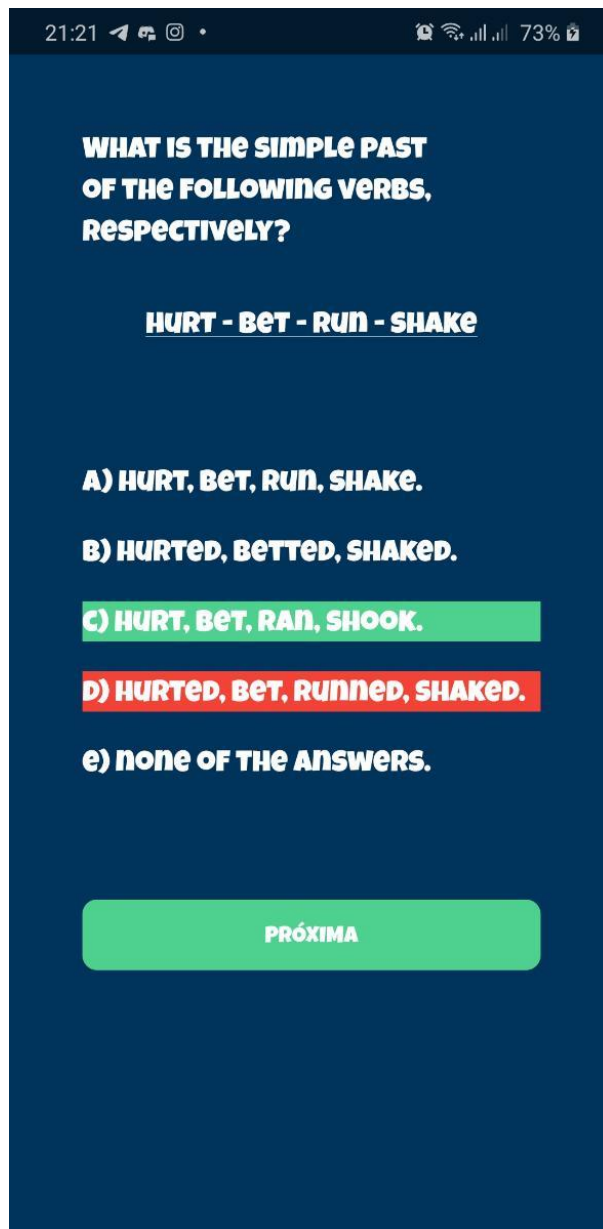 21:21 73%
WHAT IS THE SIMPLE PAST
OF THE FOLLOWING VERBS,
RESPECTIVELY?
HURT - BET - RUN - SHAKE
A) HURT, BET, RUN, SHAKE.
B) HURTED, BETTED, SHAKED.
C) HURT, BET, RAN, SHOOK.
D) HURTED, BET, RUNNED, SHAKED.
E) NONE OF THE ANSWERS.
PRÓXIMA